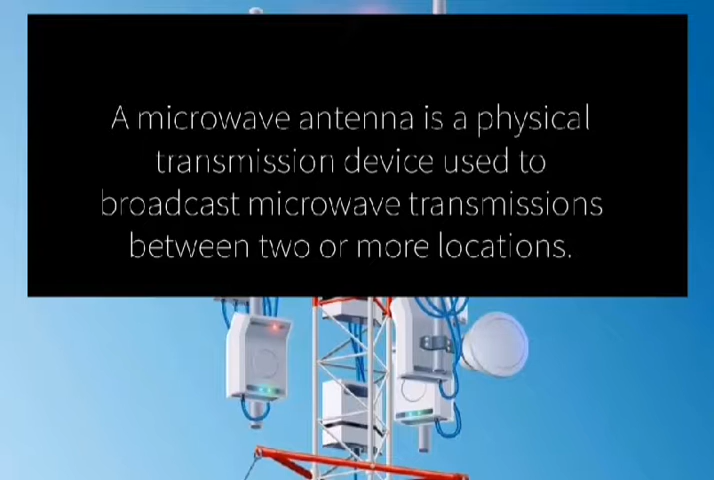 A microwave antenna is a physical
transmission device used to
broadcast microwave transmissions
between two or more locations.